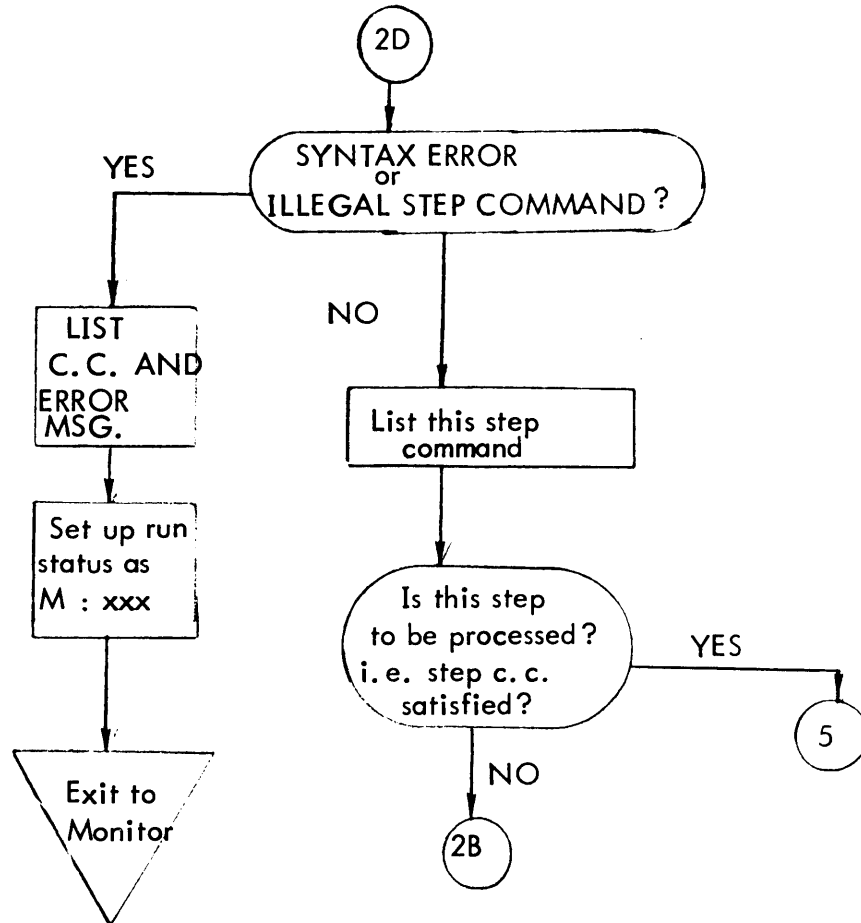 2D
SYNTAX ERROR
or
ILLEGAL STEP COMMAND?
YES
NO
LIST
C.C. AND
ERROR
MSG.
List this step
command
Set up run
status as
M : xxx
Is this step
to be processed?
i.e. step c.c.
satisfied?
YES
5
NO
2B
Exit to
Monitor